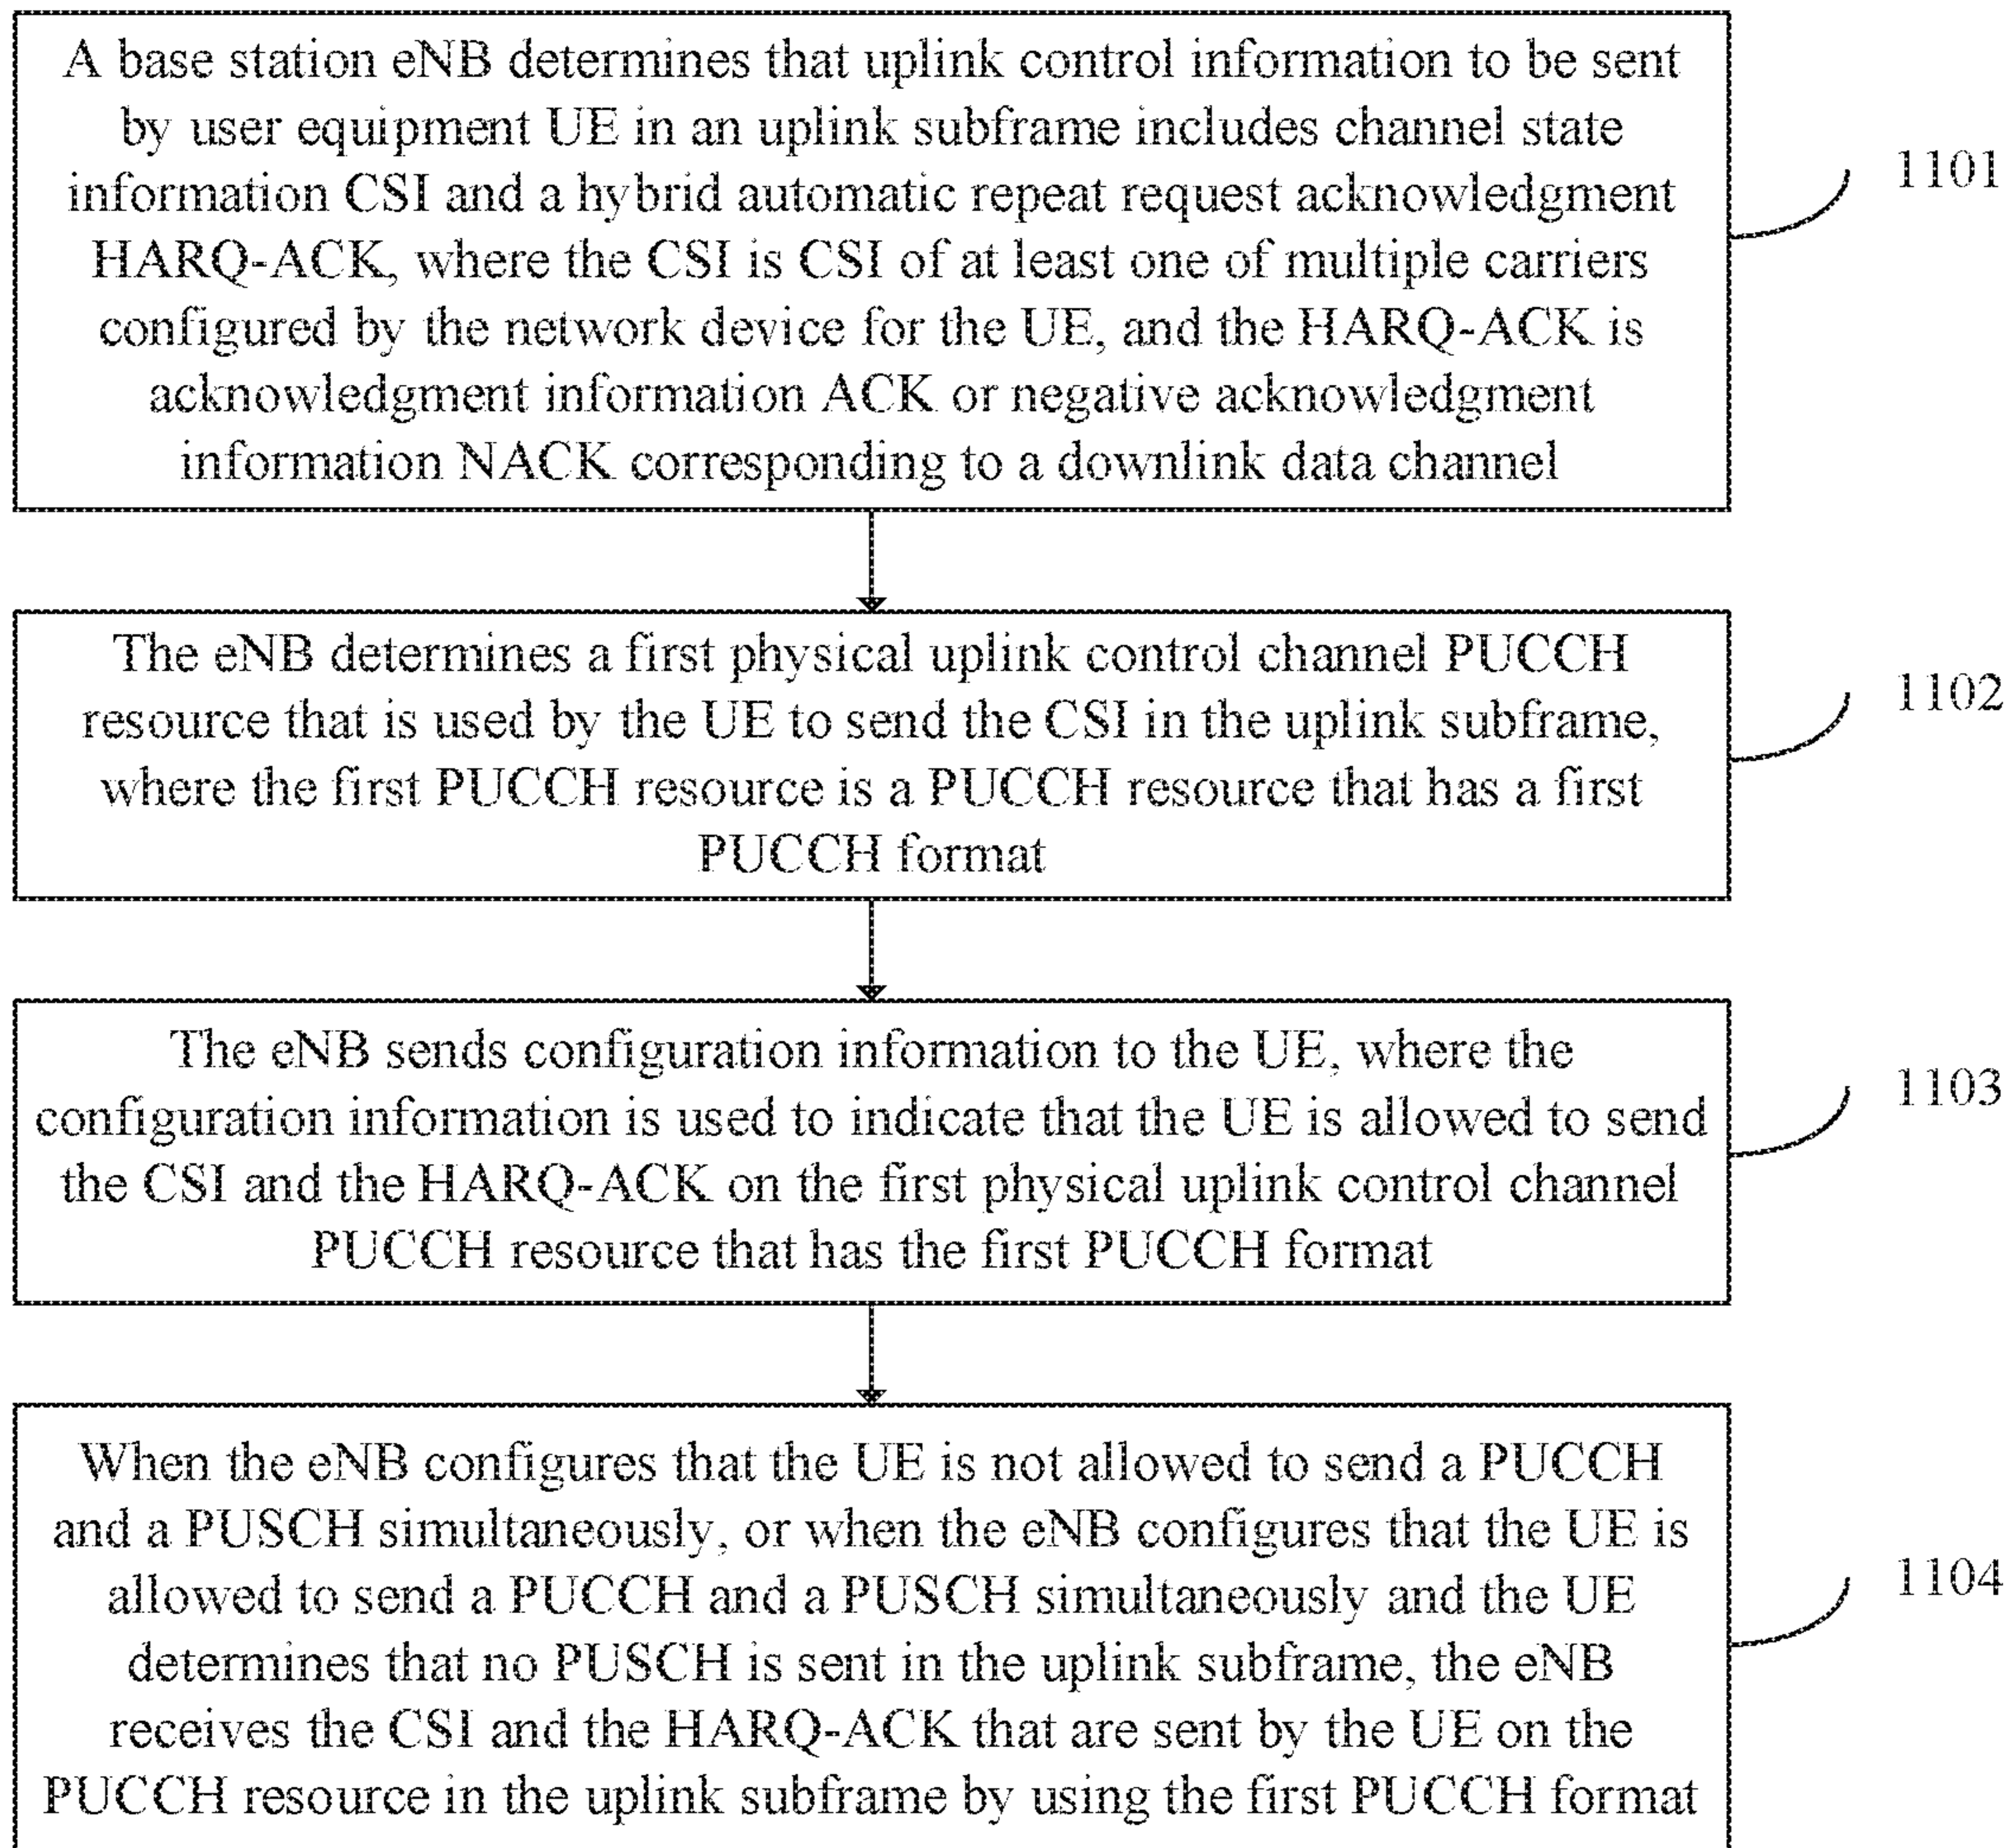 A base station eNB determines that uplink control information to be sent
by user equipment UE in an uplink subframe includes channel state
information CSI and a hybrid automatic repeat request acknowledgment
HARQ-ACK, where the CSI is CSI of at least one of multiple carriers
configured by the network device for the UE, and the HARQ-ACK is
acknowledgment information ACK or negative acknowledgment
information NACK corresponding to a downlink data channel
1101
The eNB determines a first physical uplink control channel PUCCH
resource that is used by the UE to send the CSI in the uplink subframe,
where the first PUCCH resource is a PUCCH resource that has a first
PUCCH format
1102
The eNB sends configuration information to the UE, where the
configuration information is used to indicate that the UE is allowed to send
the CSI and the HARQ-ACK on the first physical uplink control channel
PUCCH resource that has the first PUCCH format
1103
When the eNB configures that the UE is not allowed to send a PUCCH
and a PUSCH simultaneously, or when the eNB configures that the UE is
allowed to send a PUCCH and a PUSCH simultaneously and the UE
determines that no PUSCH is sent in the uplink subframe, the eNB
receives the CSI and the HARQ-ACK that are sent by the UE on the
PUCCH resource in the uplink subframe by using the first PUCCH format
1104